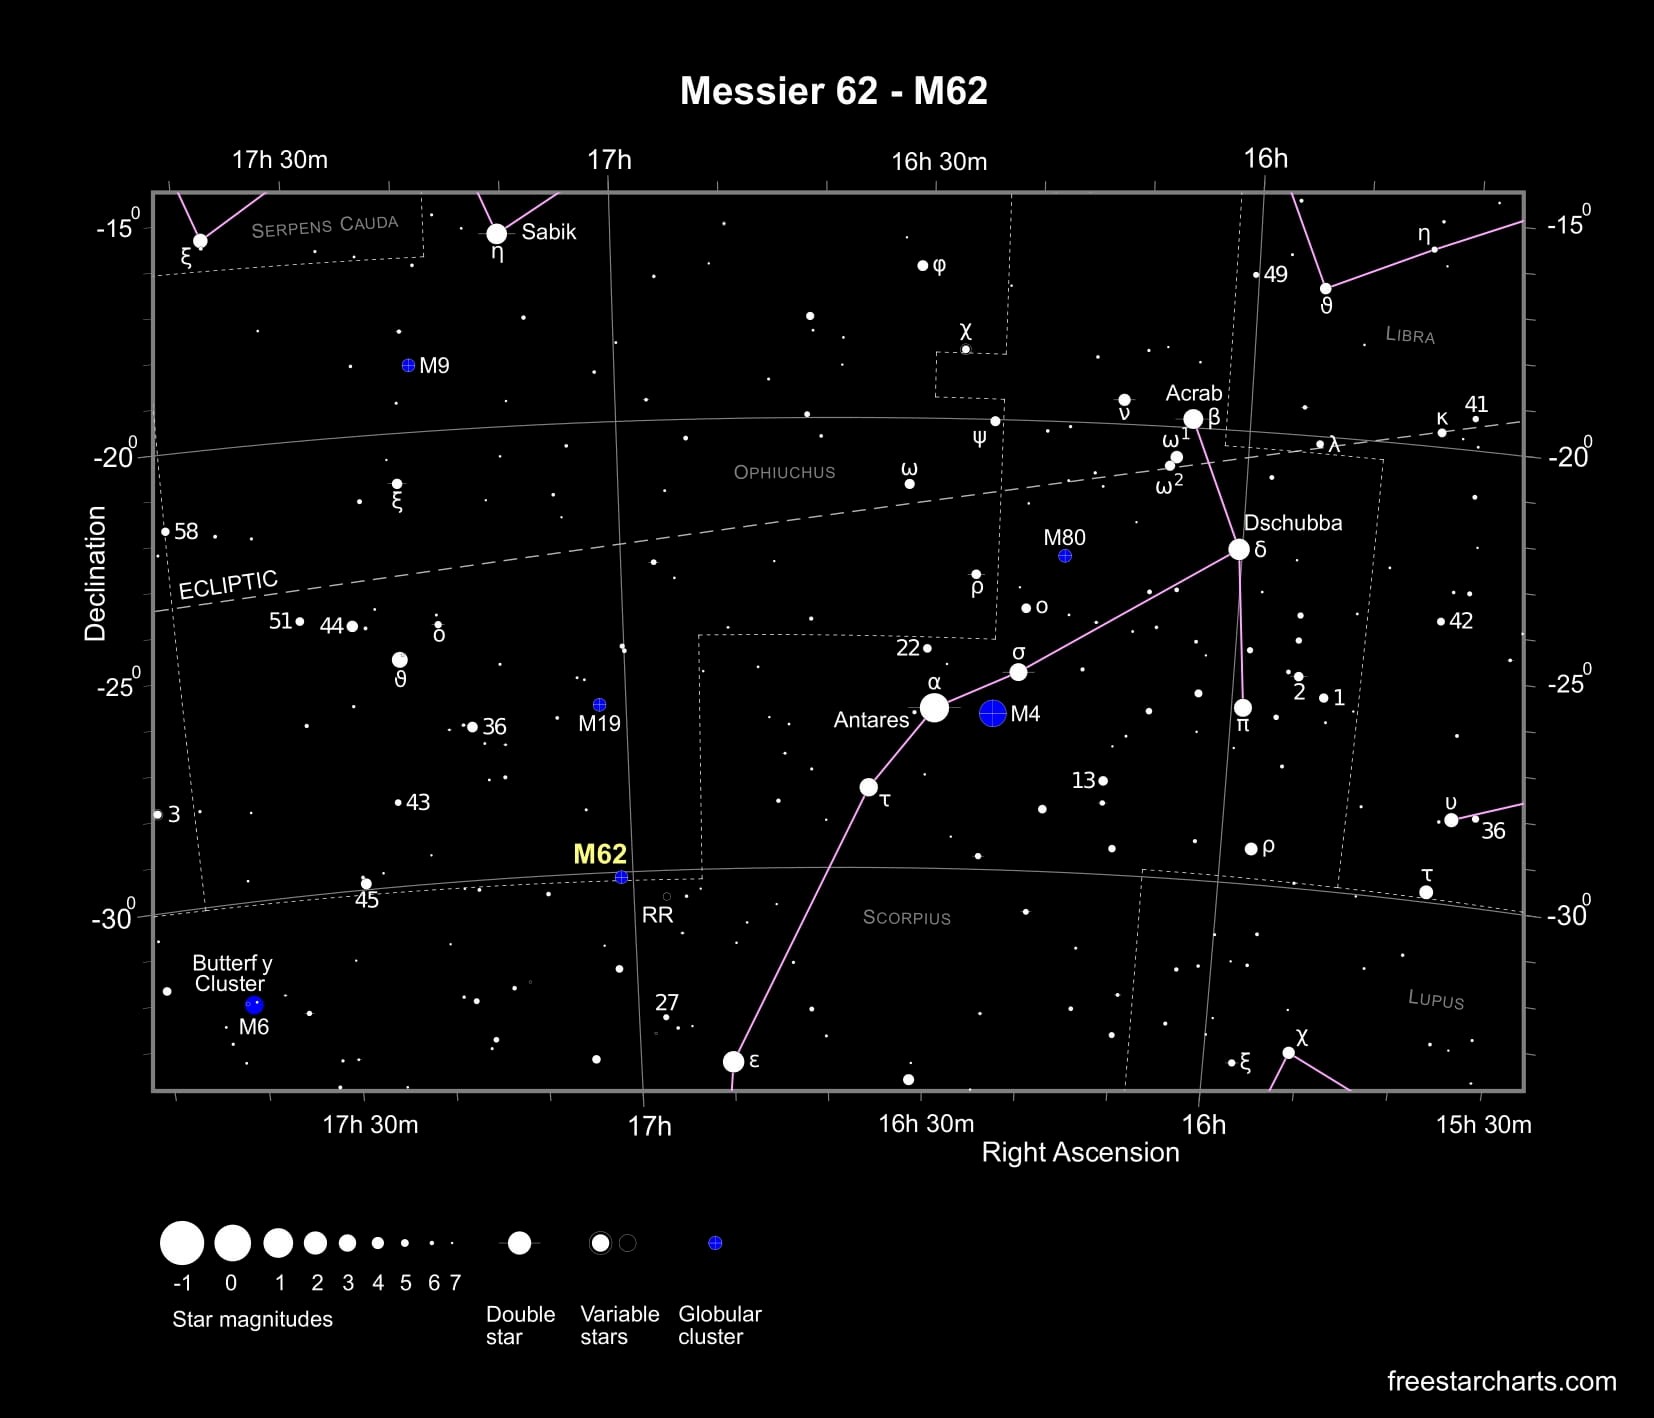 Messier 62 - M62
17h 30m
17h
16h 30m
16h
-15⁰
-15⁰
SERPENS CAUDA
ξ
Sabik
η
φ
49
η
ϑ
LIBRA
χ
M9
Acrab
ν
β
κ
41
ψ
ω¹
λ
-20⁰
-20⁰
OPHIUCHUS
ω
ω²
ξ
58
Dschubba
M80
δ
ECLIPTIC
ρ
ο
51
44
ο
42
22
σ
ϑ
α
-25⁰
-25⁰
2
1
M19
Antares
M4
π
36
13
τ
43
υ
3
36
M62
ρ
τ
45
-30⁰
-30⁰
RR
SCORPIUS
Butterf y
Cluster
27
LUPUS
M6
χ
ε
ξ
17h 30m
17h
16h 30m
16h
15h 30m
Declination
Right Ascension
-1 0 1 2 3 4 5 6 7
Star magnitudes
Double
star
Variable
stars
Globular
cluster
freestarcharts.com